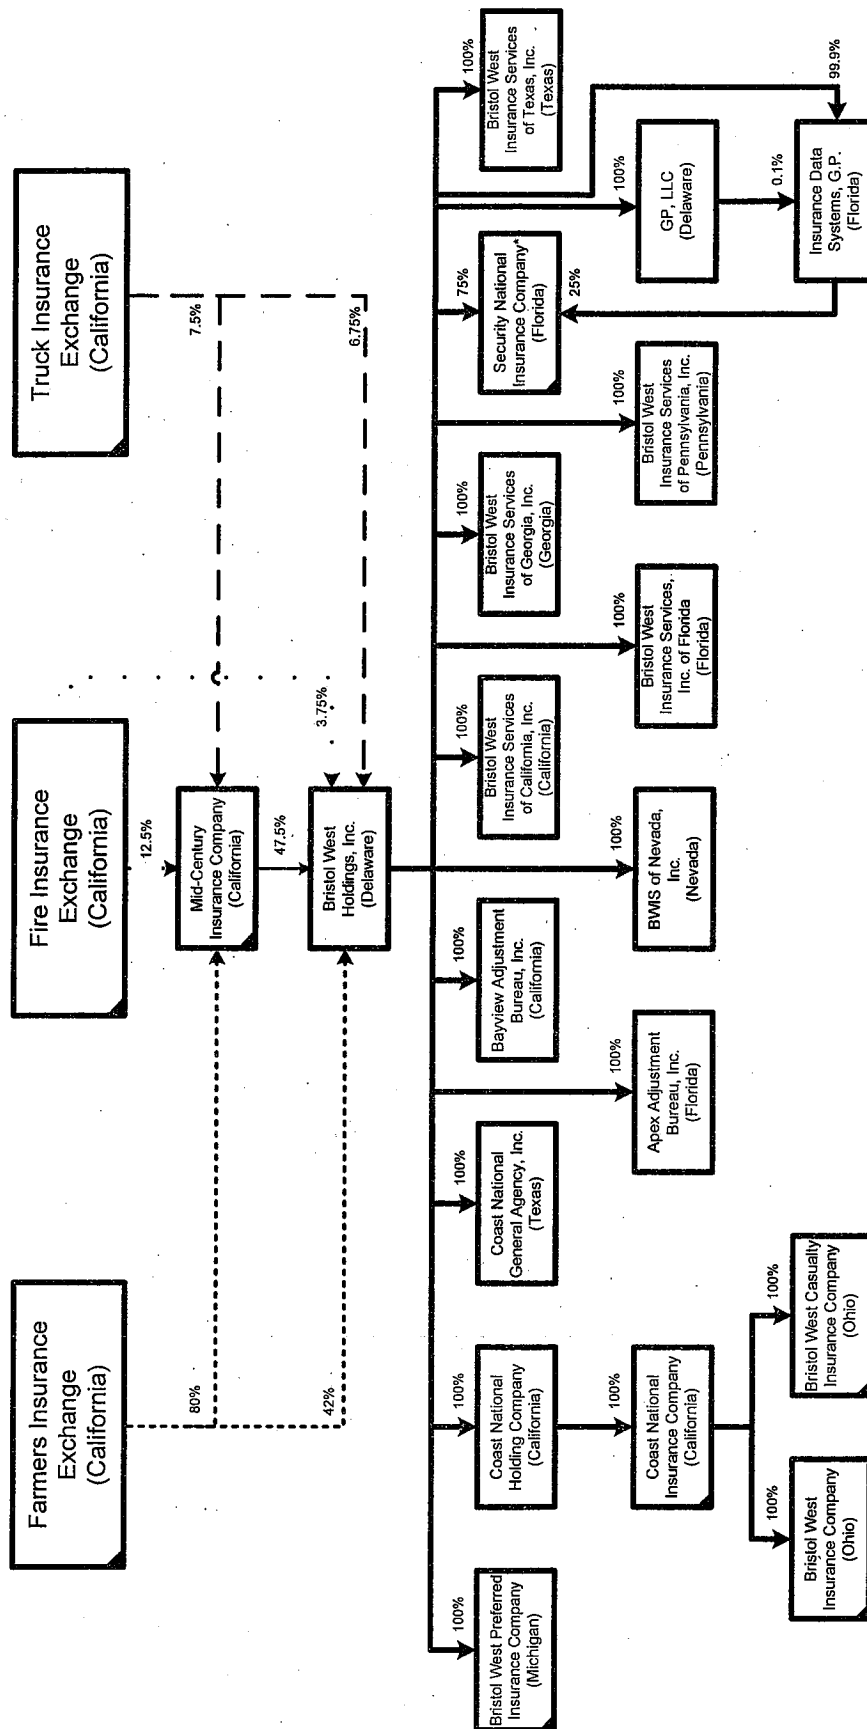 Farmers Insurance
Exchange
(California)
Fire Insurance
Exchange
(California)
Truck Insurance
Exchange
(California)
80%
12.5%
7.5%
Mid-Century
Insurance Company
(California)
42%
47.5%
3.75%
6.75%
Bristol West
Holdings, Inc.
(Delaware)
100%
Bristol West Preferred
Insurance Company
(Michigan)
100%
Coast National
Holding Company
(California)
100%
Coast National
General Agency, Inc.
(Texas)
100%
Bayview Adjustment
Bureau, Inc.
(California)
100%
Bristol West
Insurance Services
of California, Inc.
(California)
100%
Bristol West
Insurance Services
of Georgia, Inc.
(Georgia)
75%
Security National
Insurance Company*
(Florida)
25%
100%
Bristol West
Insurance Services
of Texas, Inc.
(Texas)
100%
Coast National
Insurance Company
(California)
100%
Apex Adjustment
Bureau, Inc.
(Florida)
100%
BWIS of Nevada,
Inc.
(Nevada)
100%
Bristol West
Insurance Services,
Inc. of Florida
(Florida)
100%
Bristol West
Insurance Services
of Pennsylvania, Inc.
(Pennsylvania)
100%
GP, LLC
(Delaware)
100%
Bristol West
Insurance Company
(Ohio)
100%
Bristol West Casualty
Insurance Company
(Ohio)
0.1%
99.9%
Insurance Data
Systems, G.P.
(Florida)